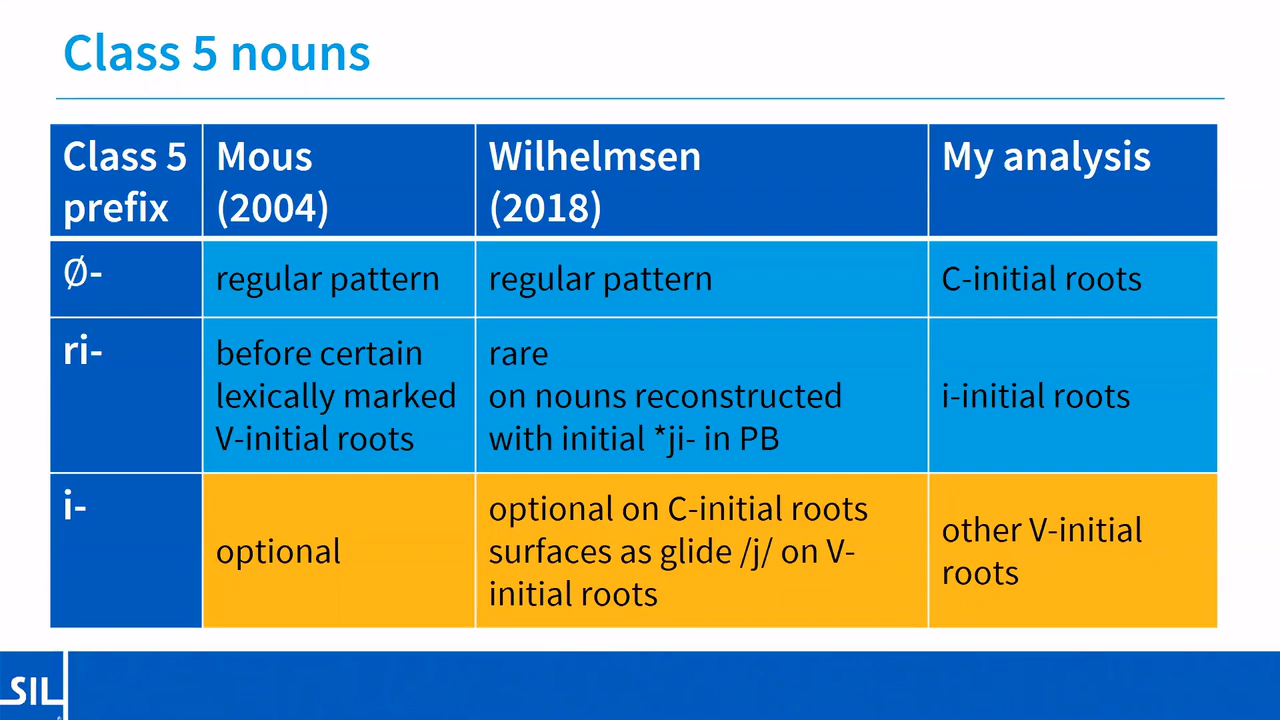 Class 5 nouns
Class 5 prefix
Mous (2004)
Wilhelmsen (2018)
My analysis
Ø-
regular pattern
regular pattern
C-initial roots
ri-
before certain
lexically marked
V-initial roots
rare
on nouns reconstructed
with initial *ji- in PB
i-initial roots
i-
optional
optional on C-initial roots
surfaces as glide /j/ on V-
initial roots
other V-initial
roots
SIL